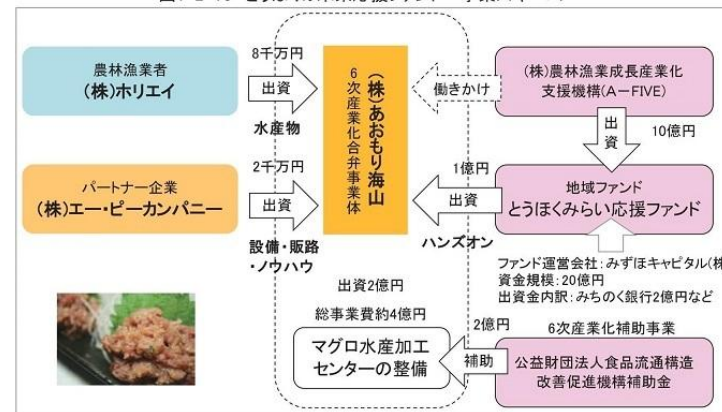 農林漁業者
(株)ホリエイ
8千万円
出資
水産物
パートナー企業
(株)エー・ピーカンパニー
2千万円
出資
設備・販路
・ノウハウ
(株)あおもり海山
6次産業化合弁事業体
働きかけ
(株)農林漁業成長産業化
支援機構(A−FIVE)
出資
10億円
1億円
出資
ハンズオン
地域ファンド
とうほくみらい応援ファンド
ファンド運営会社:みずほキャピタル(株
資金規模:20億円
出資金内訳:みちのく銀行2億円など
出資2億円
総事業費約4億円
マグロ水産加工
センターの整備
2億円
補助
6次産業化補助事業
公益財団法人食品流通構造
改善促進機構補助金